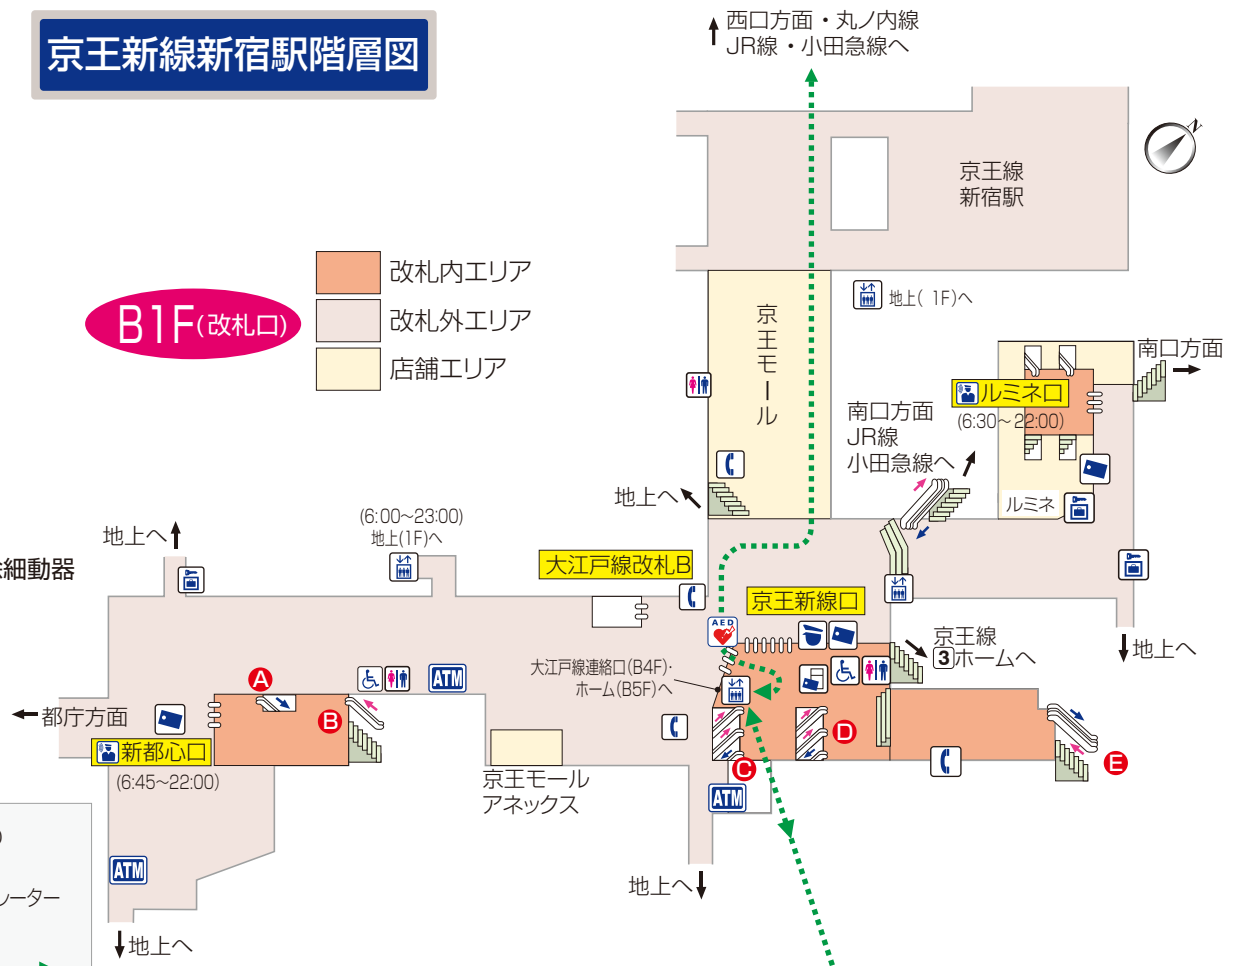 京王新線新宿駅階層図
西口方面・丸ノ内線
JR線・小田急線へ
N
京王線
新宿駅
B1F(改札口)
改札内エリア
改札外エリア
店舗エリア
京王モール
地上( 1F)へ
南口方面
ルミネ口
(6:30～22:00)
南口方面
JR線
小田急線へ
ルミネ
地上へ
(6:00～23:00)
地上(1F)へ
地上へ
細動器
大江戸線改札B
京王新線口
AED
京王線
3ホームへ
地上へ
大江戸線連絡口(B4F)・
ホーム(B5F)へ
A
ATM
都庁方面
B
新都心口
(6:45～22:00)
京王モール
アネックス
C
D
E
ATM
ATM
地上へ
地上へ
)
レーター